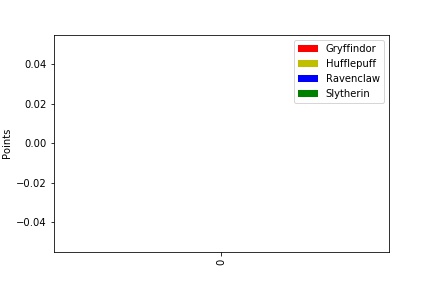 Gryffindor
Hufflepuff
Ravenclaw
Slytherin
0.04
0.02
0.00
−0.02
−0.04
Points
0